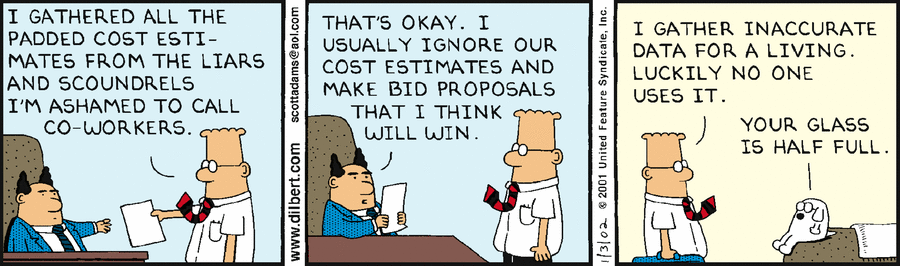 I GATHERED ALL THE
PADDED COST ESTI-
MATES FROM THE LIARS
AND SCOUNDRELS
I'M ASHAMED TO CALL
CO-WORKERS.
www.dilbert.com
scottadams@aol.com
THAT'S OKAY. I
USUALLY IGNORE OUR
COST ESTIMATES AND
MAKE BID PROPOSALS
THAT I THINK
WILL WIN.
1/3/02 © 2001 United Feature Syndicate, Inc.
I GATHER INACCURATE
DATA FOR A LIVING.
LUCKILY NO ONE
USES IT.
YOUR GLASS
IS HALF FULL.